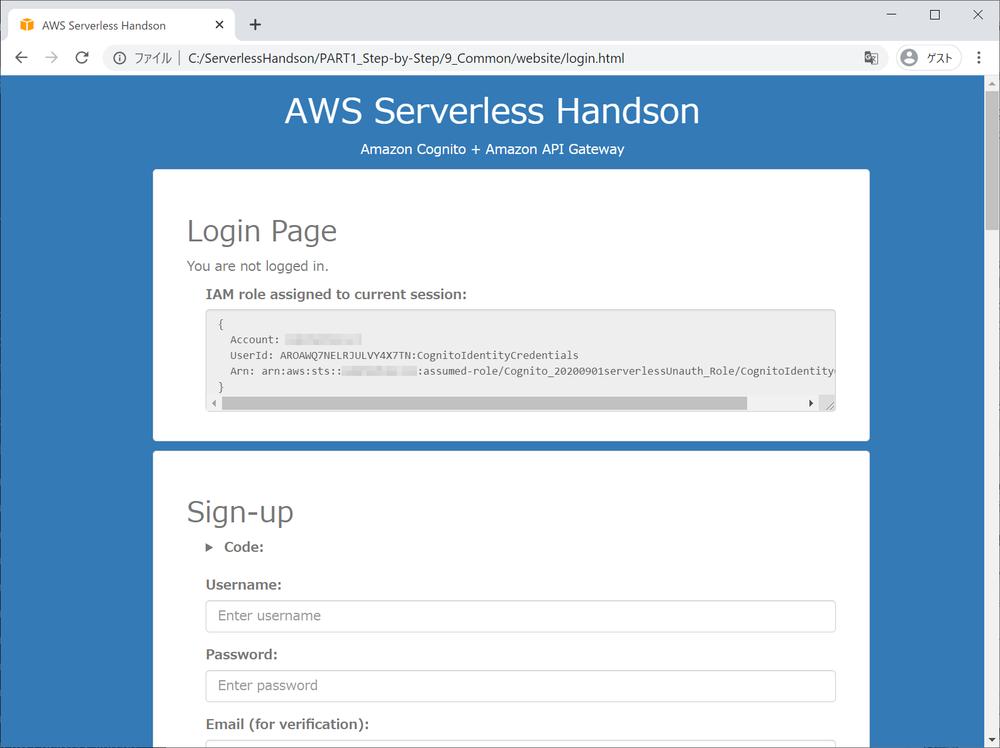 AWS Serverless Handson
ファイル C:/ServerlessHandson/PART1_Step-by-Step/9_Common/website/login.html
ゲスト
AWS Serverless Handson
Amazon Cognito + Amazon API Gateway
Login Page
You are not logged in.
IAM role assigned to current session:
{
Account:
UserId: AROAWQ7NELRJULVY4X7TN:CognitoIdentityCredentials
Arn: arn:aws:sts:: :assumed-role/Cognito_20200901serverlessUnauth_Role/CognitoIdentity
}
Sign-up
Code:
Username:
Enter username
Password:
Enter password
Email (for verification):